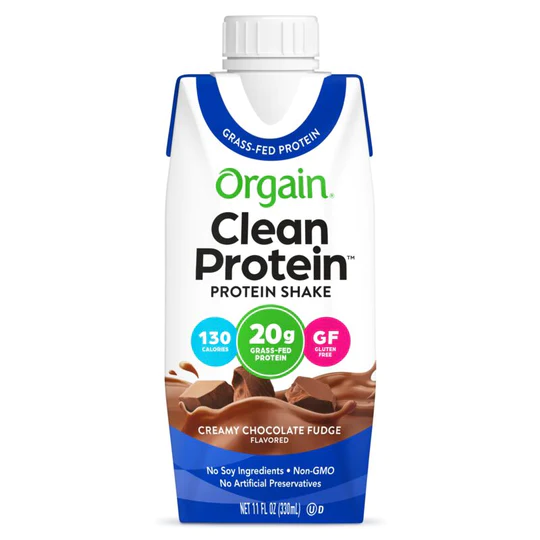 GRASS-FED PROTEIN
Orgain®
Clean
Protein™
PROTEIN SHAKE
130
CALORIES
20g
GRASS-FED
PROTEIN
GF
GLUTEN
FREE
CREAMY CHOCOLATE FUDGE
FLAVORED
No Soy Ingredients • Non-GMO
No Artificial Preservatives
NET 11 FL OZ (330mL) Ⓤ D